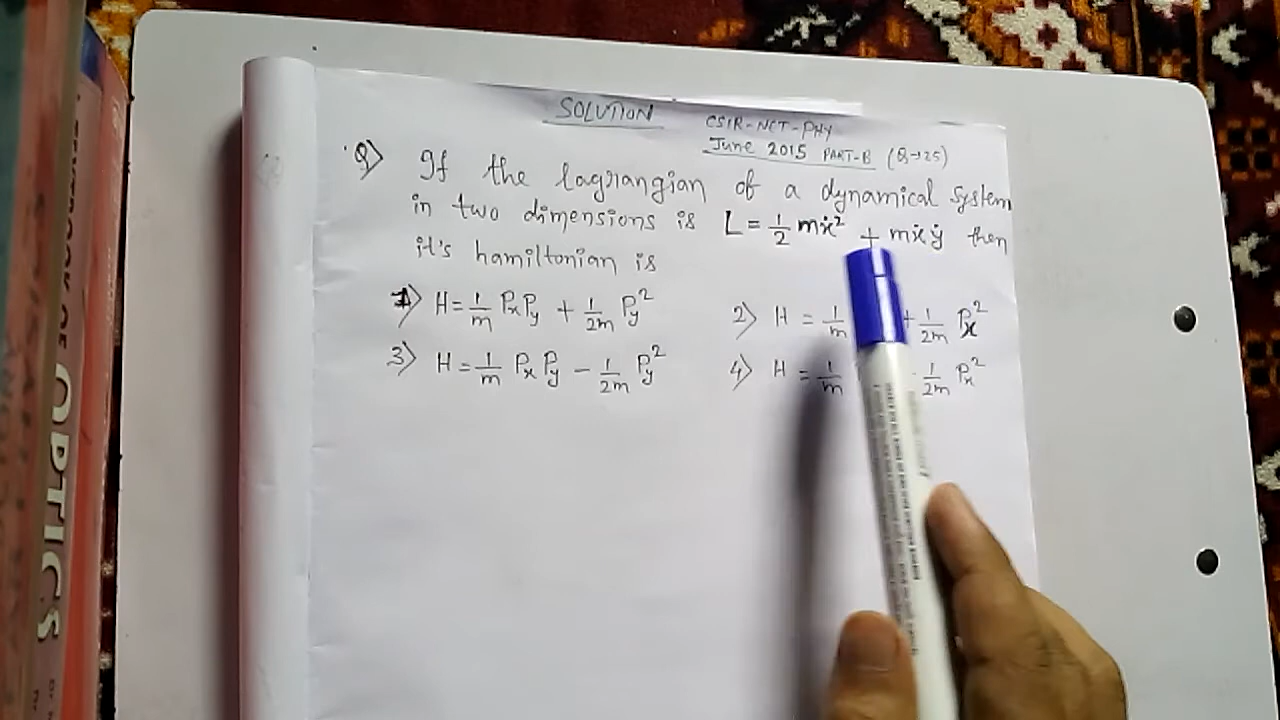 SOLUTION
CSIR-NET-PHY
June 2015 PART-B (Q→25)
Q> If the lagrangian of a dynamical system
in two dimensions is L = 1/2 mẋ² + mẋẏ then
it's hamiltonian is
1> H = 1/m PxPy + 1/2m Py²
2> H = 1/m + 1/2m Px²
3> H = 1/m Px Py - 1/2m Py²
4> H = 1/m - 1/2m Px²
OPTICS